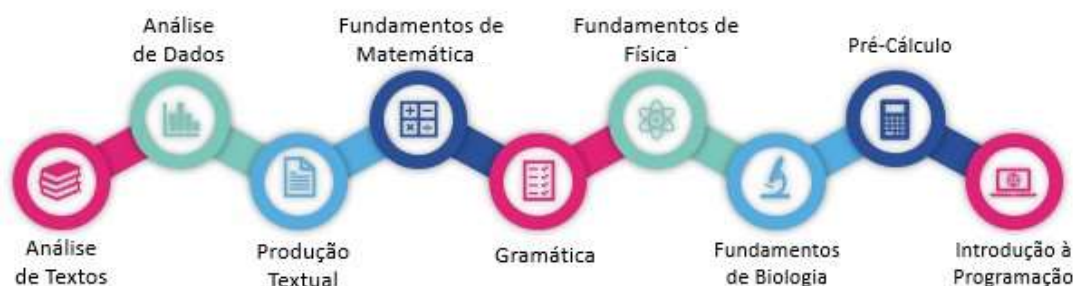 Análise
de Textos
Análise
de Dados
Produção
Textual
Fundamentos de
Matemática
Gramática
Fundamentos de
Física
Fundamentos
de Biologia
Pré-Cálculo
Introdução à
Programação